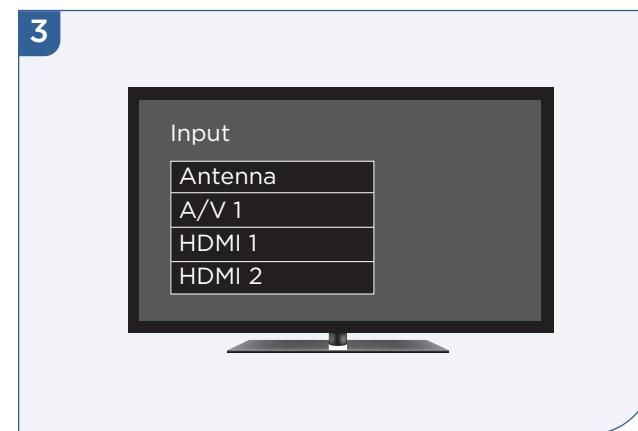 3
Input
Antenna
A/V 1
HDMI 1
HDMI 2